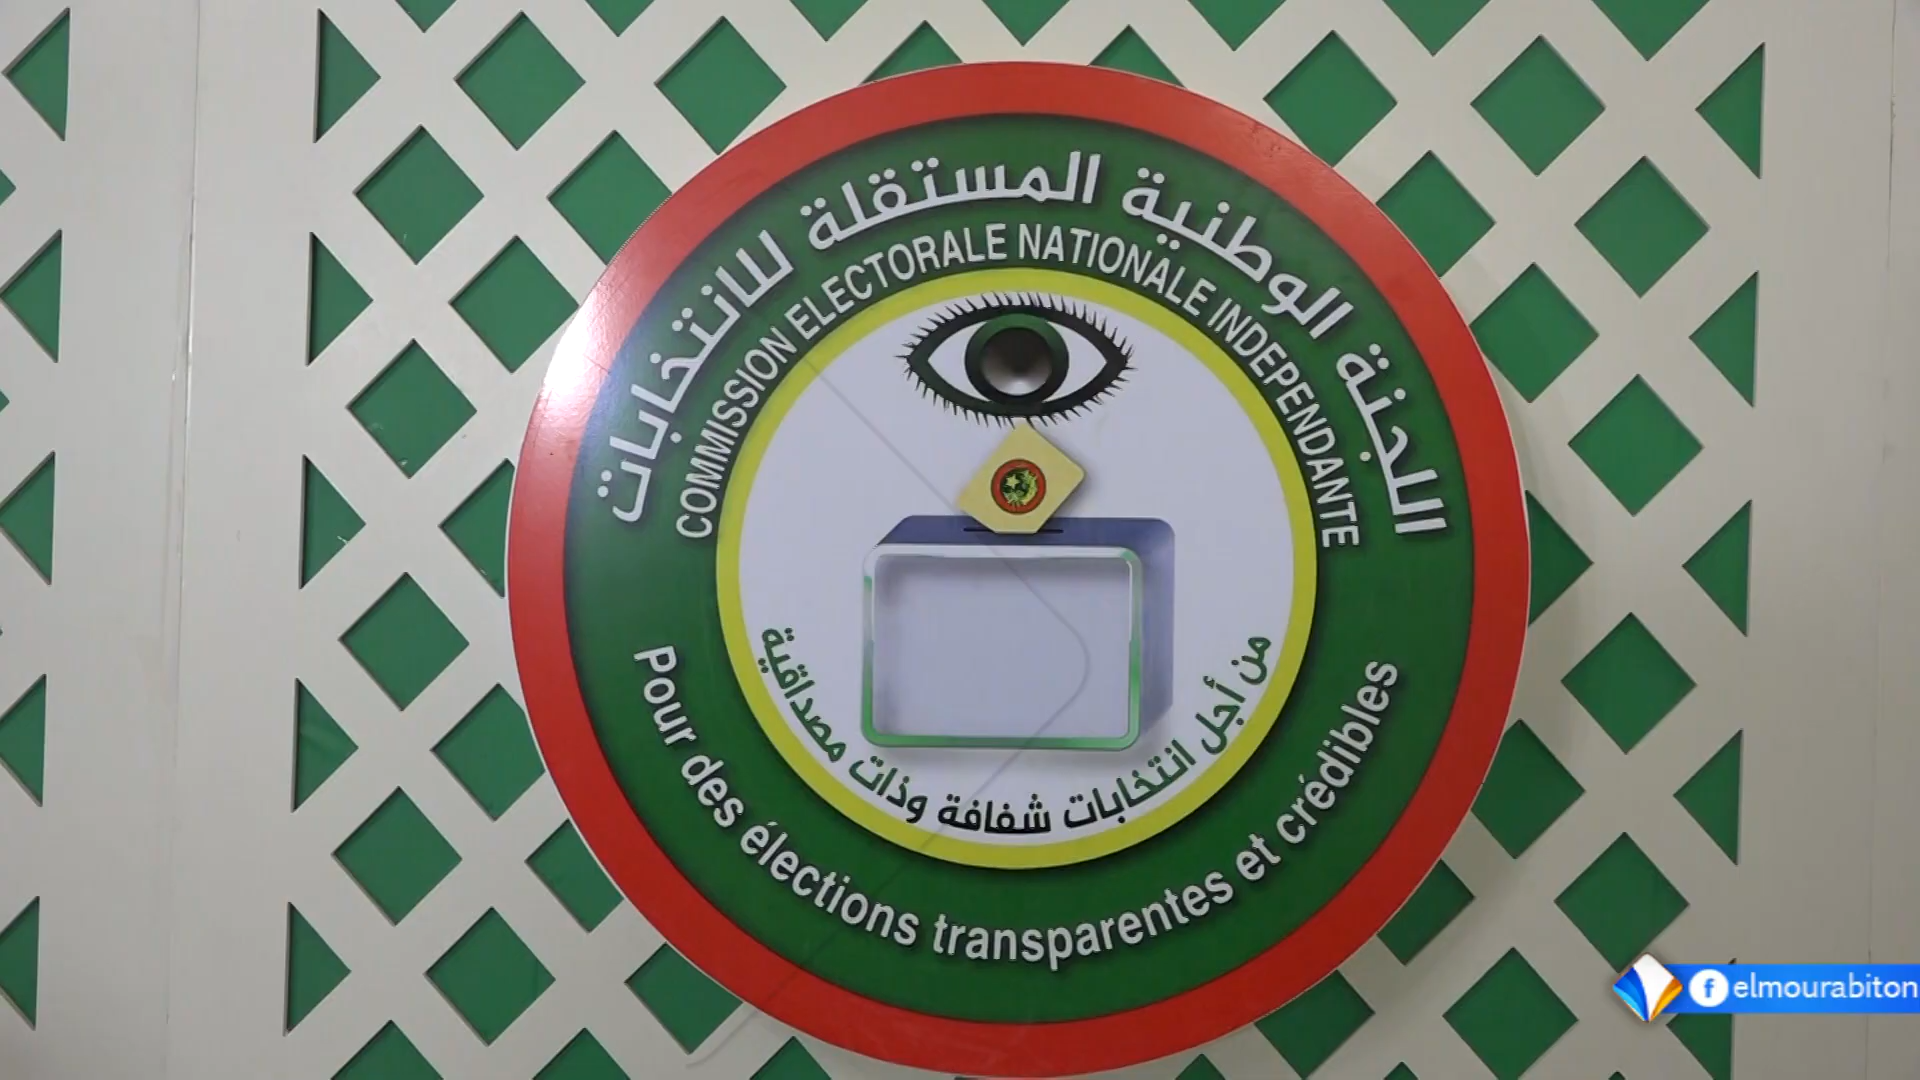 اللجنة الوطنية المستقلة للانتخابات
COMMISSION ELECTORALE NATIONALE INDEPENDANTE
من أجل انتخابات شفافة وذات مصداقية
Pour des élections transparentes et crédibles
elmourabiton